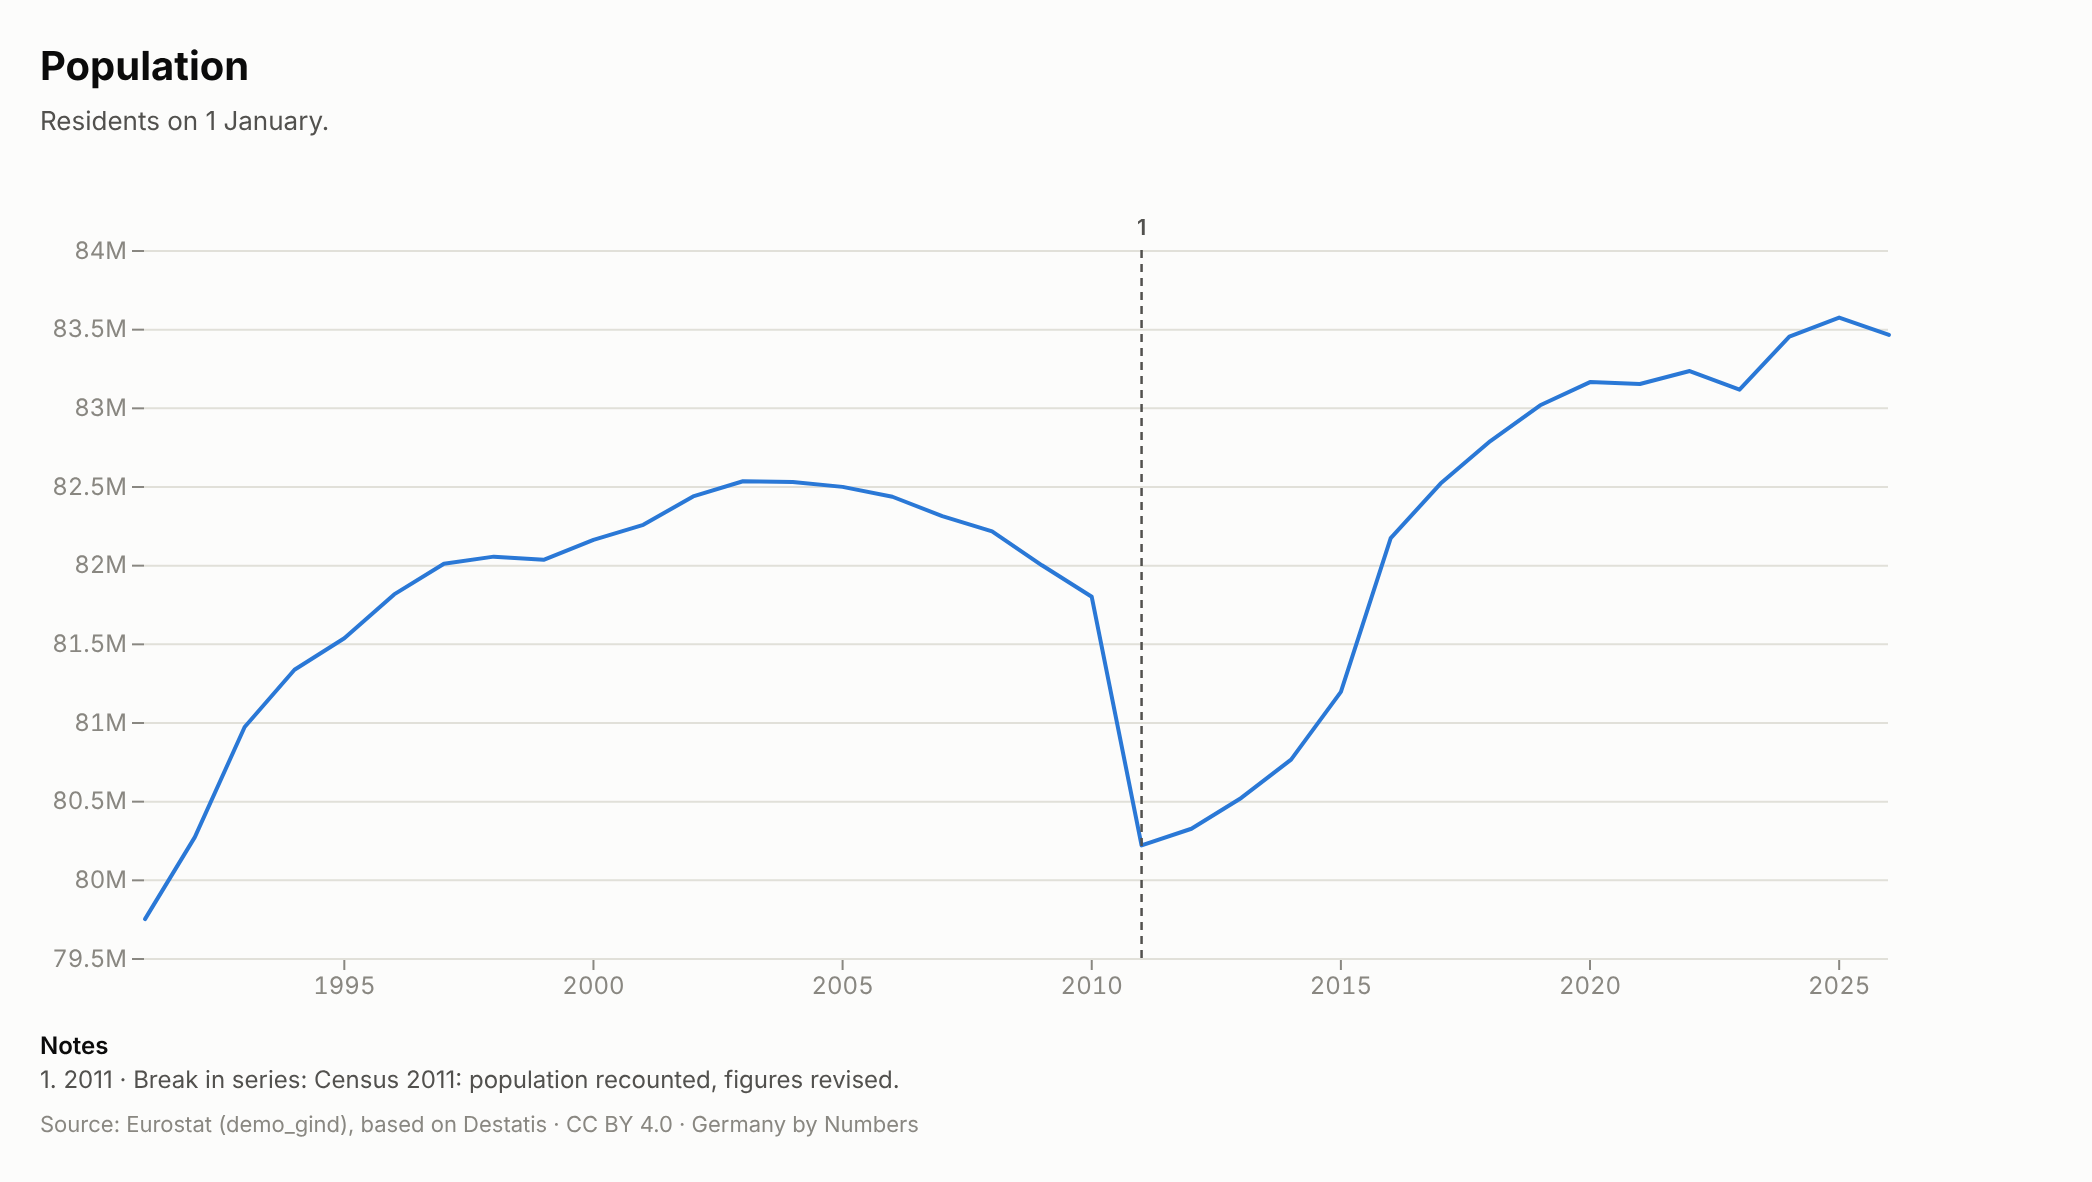 Population
Residents on 1 January.
1
84M
83.5M
83M
82.5M
82M
81.5M
81M
80.5M
80M
79.5M
1995 2000 2005 2010 2015 2020 2025
Notes
1. 2011 · Break in series: Census 2011: population recounted, figures revised.
Source: Eurostat (demo_gind), based on Destatis · CC BY 4.0 · Germany by Numbers